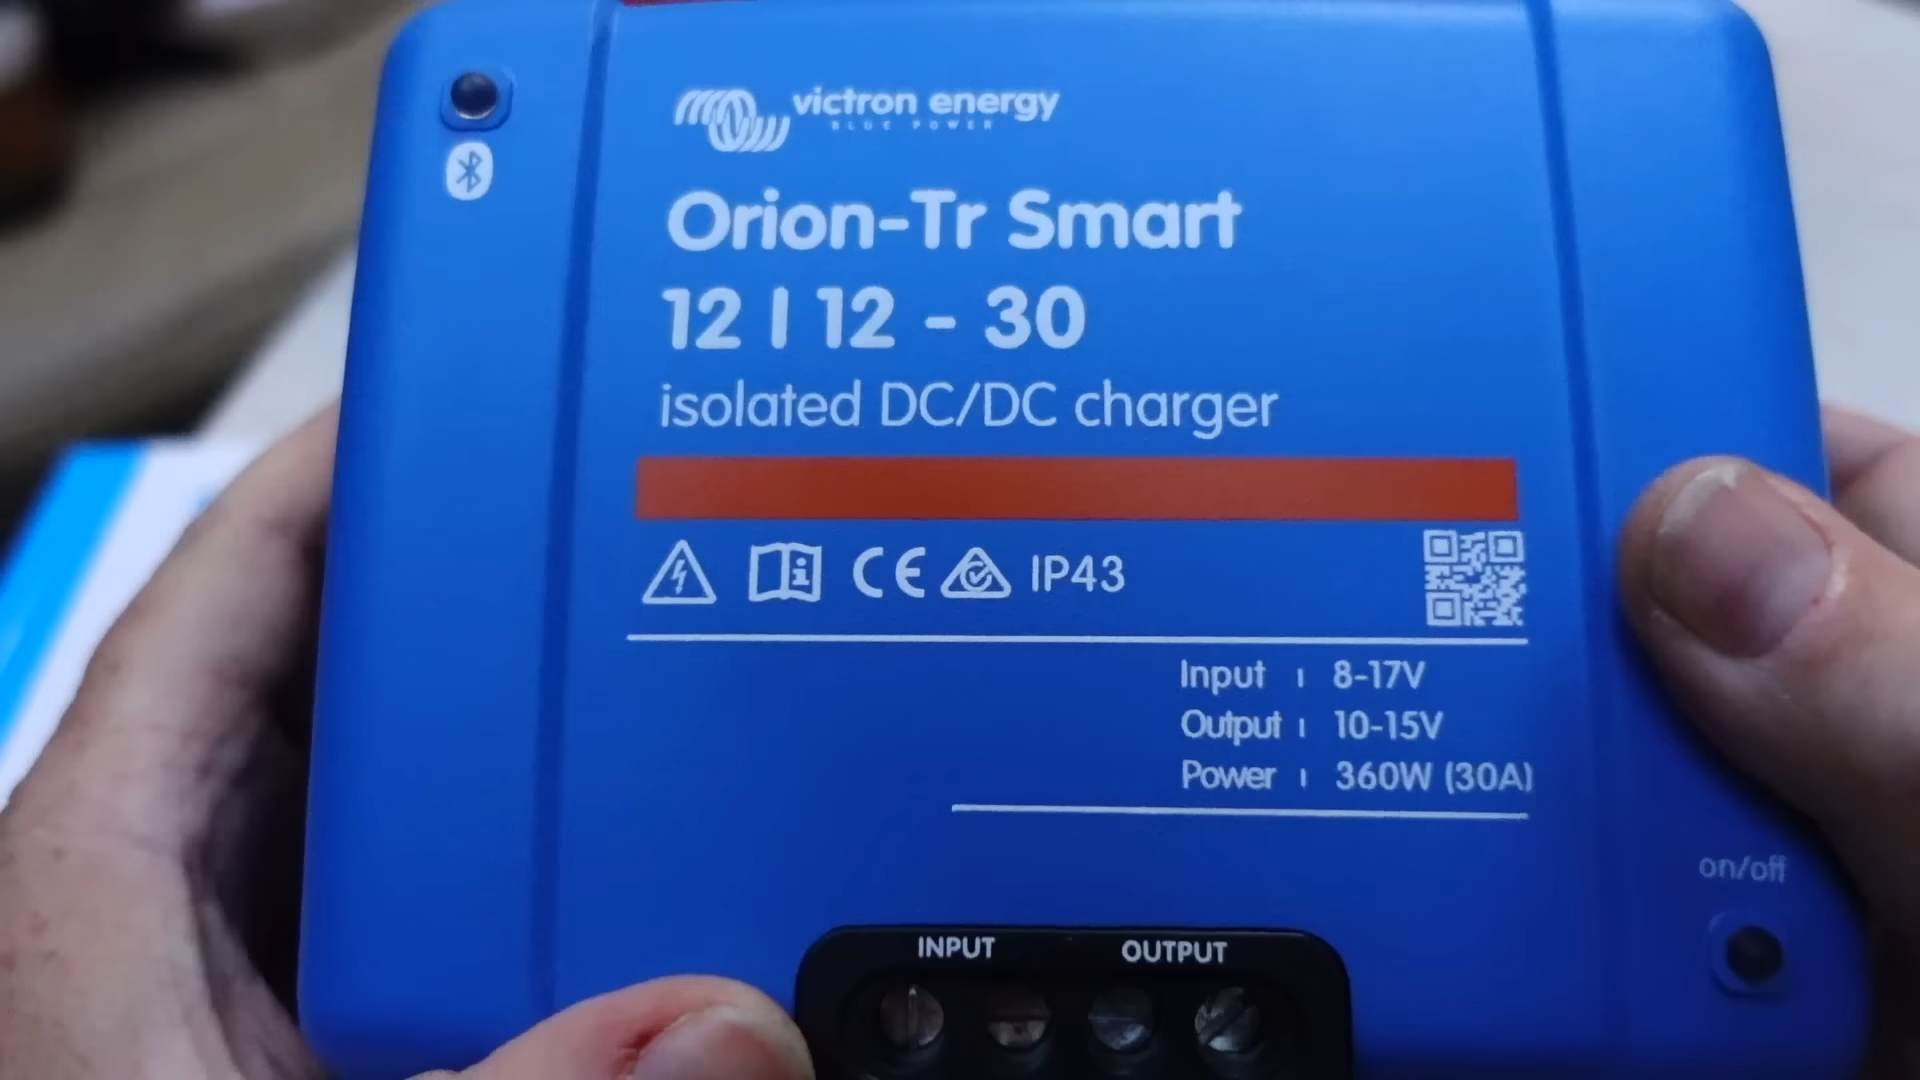 victron energy
BLUE POWER
Orion-Tr Smart
12 | 12 - 30
isolated DC/DC charger
CE IP43
Input : 8-17V
Output : 10-15V
Power : 360W (30A)
on/off
INPUT OUTPUT